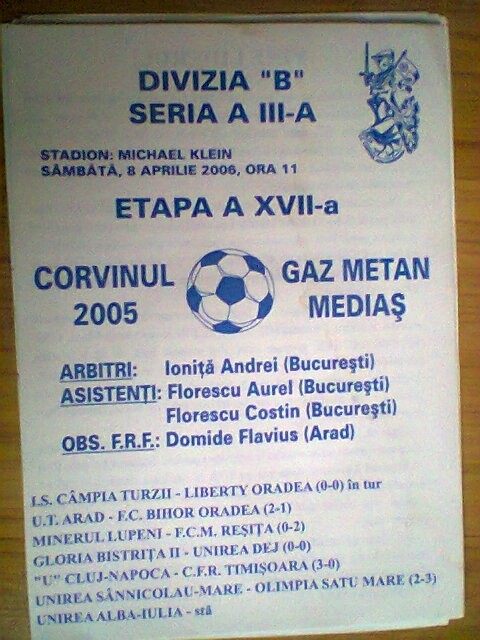 DIVIZIA "B"
SERIA A III-A
STADION: MICHAEL KLEIN
SÂMBĂTĂ, 8 APRILIE 2006, ORA 11
ETAPA A XVII-a
CORVINUL 2005
GAZ METAN MEDIAŞ
ARBITRI: Ioniţă Andrei (Bucureşti)
ASISTENŢI: Florescu Aurel (Bucureşti)
Florescu Costin (Bucureşti)
OBS. F.R.F.: Domide Flavius (Arad)
I.S. CÂMPIA TURZII - LIBERTY ORADEA (0-0) în tur
U.T. ARAD - F.C. BIHOR ORADEA (2-1)
MINERUL LUPENI - F.C.M. REŞIŢA (0-2)
GLORIA BISTRIŢA II - UNIREA DEJ (0-0)
"U" CLUJ-NAPOCA - C.F.R. TIMIŞOARA (3-0)
UNIREA SÂNNICOLAU-MARE - OLIMPIA SATU MARE (2-3)
UNIREA ALBA-IULIA - stă